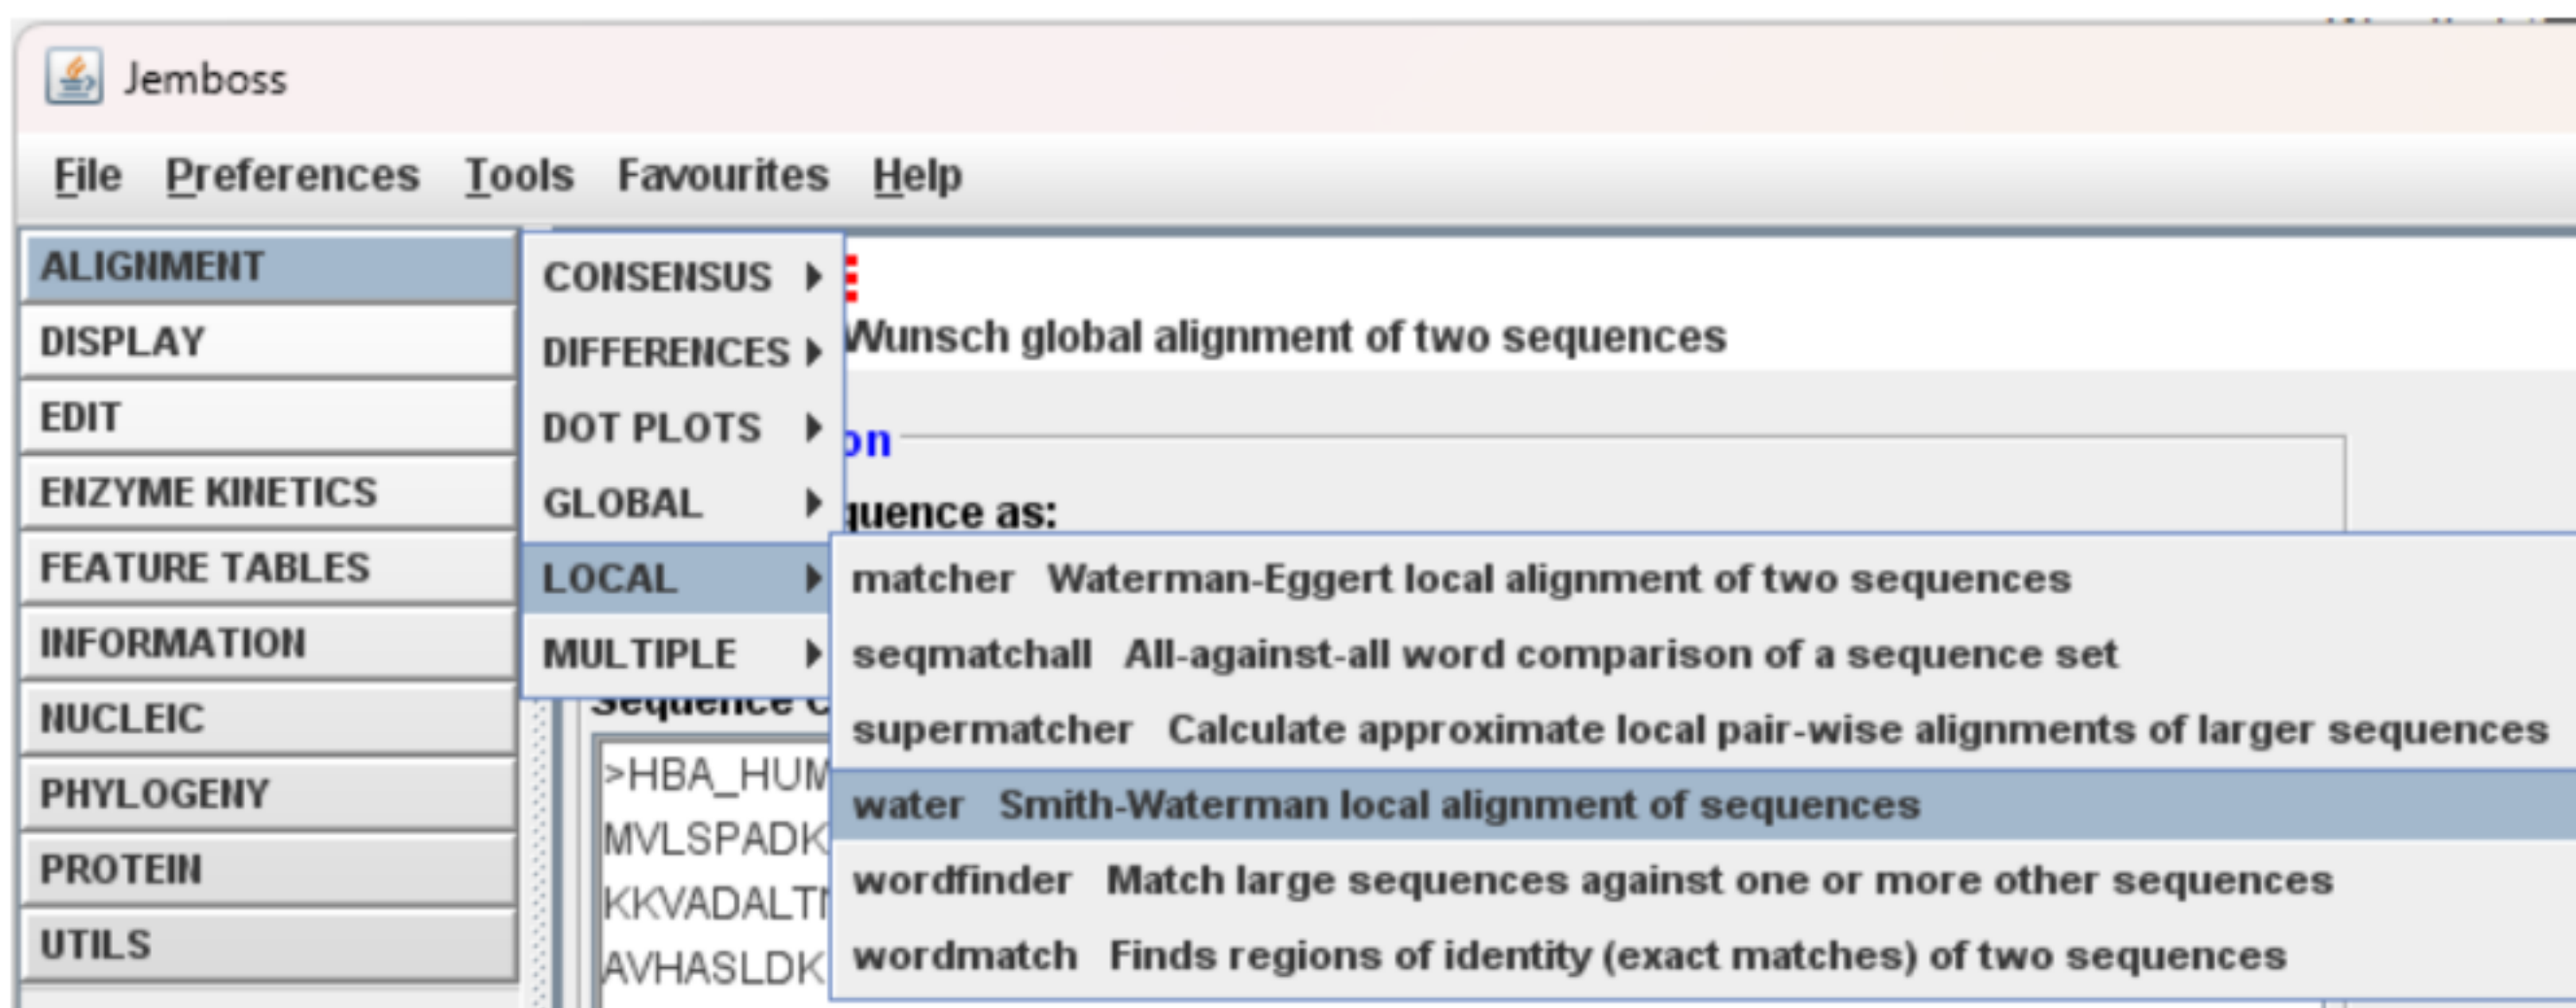 Jemboss
File Preferences Tools Favourites Help
ALIGNMENT
DISPLAY
EDIT
ENZYME KINETICS
FEATURE TABLES
INFORMATION
NUCLEIC
PHYLOGENY
PROTEIN
UTILS
CONSENSUS
DIFFERENCES
DOT PLOTS
GLOBAL
LOCAL
MULTIPLE
Wunsch global alignment of two sequences
on
quence as:
matcher Waterman-Eggert local alignment of two sequences
seqmatchall All-against-all word comparison of a sequence set
supermatcher Calculate approximate local pair-wise alignments of larger sequences
water Smith-Waterman local alignment of sequences
wordfinder Match large sequences against one or more other sequences
wordmatch Finds regions of identity (exact matches) of two sequences
Sequence
>HBA_HUM
MVLSPADK
KKVADALT
AVHASLDK